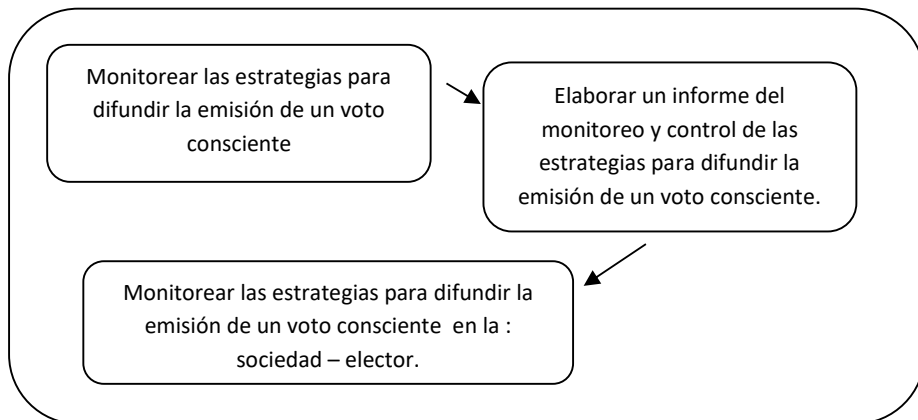 Monitorear las estrategias para
difundir la emisión de un voto
consciente
Elaborar un informe del
monitoreo y control de las
estrategias para difundir la
emisión de un voto consciente.
Monitorear las estrategias para difundir la
emisión de un voto consciente en la :
sociedad – elector.